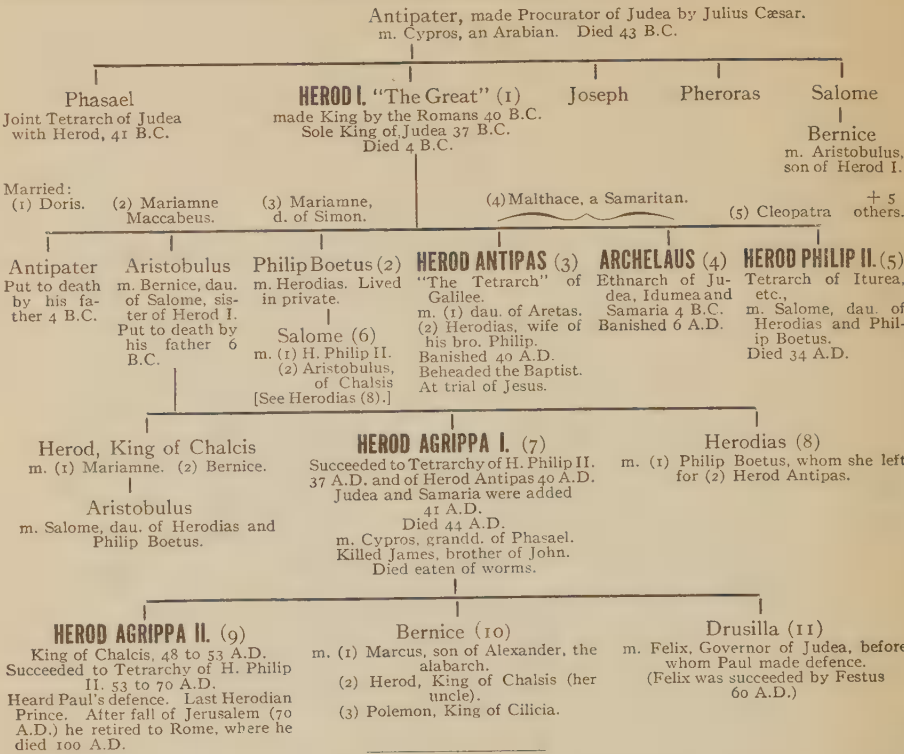 Antipater, made Procurator of Judea by Julius Cæsar.
m. Cypros, an Arabian. Died 43 B.C.
Phasael
Joint Tetrarch of Judea
with Herod, 41 B.C.
HEROD I. "The Great" (1)
made King by the Romans 40 B.C.
Sole King of Judea 37 B.C.
Died 4 B.C.
Joseph
Pheroras
Salome
Bernice
m. Aristobulus,
son of Herod I.
Married:
(1) Doris.
(2) Mariamne
Maccabeus.
(3) Mariamne,
d. of Simon.
(4) Malthace, a Samaritan.
(5) Cleopatra
+ 5
others.
Antipater
Put to death
by his fa-
ther 4 B.C.
Aristobulus
m. Bernice, dau.
of Salome, sis-
ter of Herod I.
Put to death by
his father 6
B.C.
Philip Boetus (2)
m. Herodias. Lived
in private.
Salome (6)
m. (1) H. Philip II.
(2) Aristobulus,
of Chalsis
[See Herodias (8).]
HEROD ANTIPAS (3)
"The Tetrarch" of
Galilee.
m. (1) dau. of Aretas.
(2) Herodias, wife of
his bro. Philip.
Banished 40 A.D.
Beheaded the Baptist.
At trial of Jesus.
ARCHELAUS (4)
Ethnarch of Ju-
dea, Idumea and
Samaria 4 B.C.
Banished 6 A.D.
HEROD PHILIP II. (5)
Tetrarch of Iturea,
etc.,
m. Salome, dau. of
Herodias and Phil-
ip Boetus.
Died 34 A.D.
Herod, King of Chalcis
m. (1) Mariamne. (2) Bernice.
Aristobulus
m. Salome, dau. of Herodias and
Philip Boetus.
HEROD AGRIPPA I. (7)
Succeeded to Tetrarchy of H. Philip II.
37 A.D. and of Herod Antipas 40 A.D.
Judea and Samaria were added
41 A.D.
Died 44 A.D.
m. Cypros, grandd. of Phasael.
Killed James, brother of John.
Died eaten of worms.
Herodias (8)
m. (1) Philip Boetus, whom she left
for (2) Herod Antipas.
HEROD AGRIPPA II. (9)
King of Chalcis, 48 to 53 A.D.
Succeeded to Tetrarchy of H. Philip
II. 53 to 70 A.D.
Heard Paul's defence. Last Herodian
Prince. After fall of Jerusalem (70
A.D.) he retired to Rome, where he
died 100 A.D.
Bernice (10)
m. (1) Marcus, son of Alexander, the
alabarch.
(2) Herod, King of Chalsis (her
uncle).
(3) Polemon, King of Cilicia.
Drusilla (11)
m. Felix, Governor of Judea, before
whom Paul made defence.
(Felix was succeeded by Festus
60 A.D.)